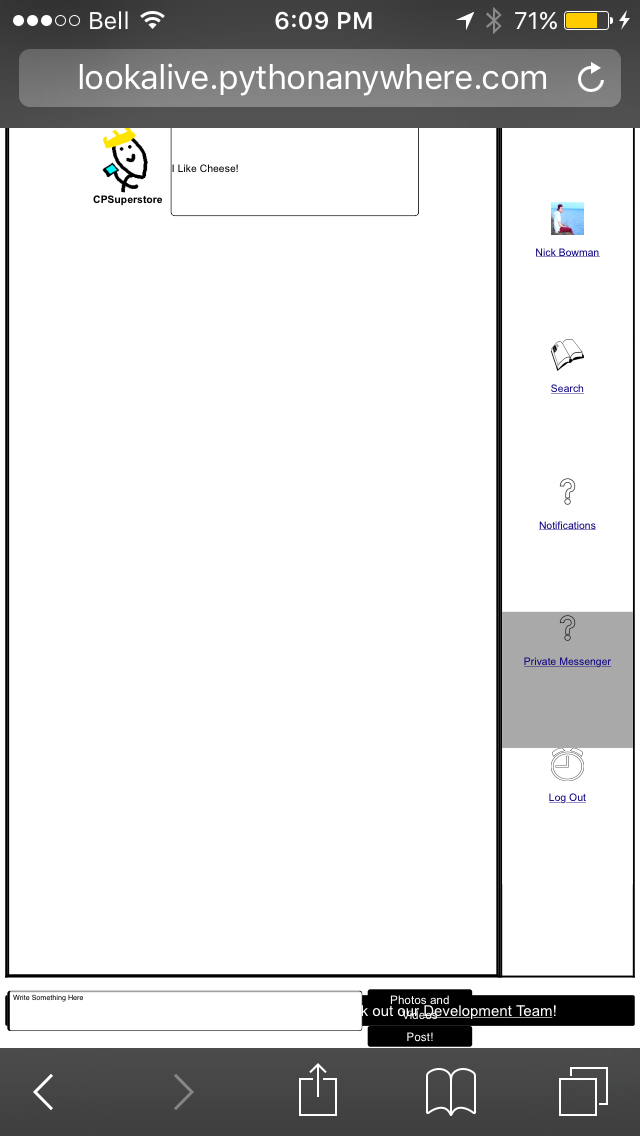 Bell 6:09 PM 71%
lookalive.pythonanywhere.com
I Like Cheese!
CPSuperstore
Nick Bowman
Search
Notifications
Private Messenger
Log Out
Write Something Here
Photos and
Videos
k out our Development Team!
Post!